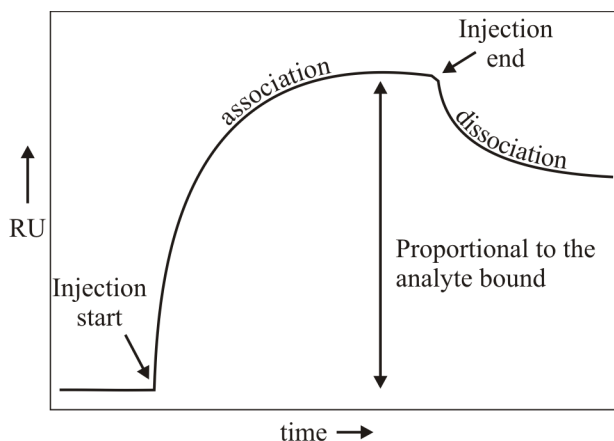 Injection
end
association
dissociation
RU
Proportional to the
analyte bound
Injection
start
time